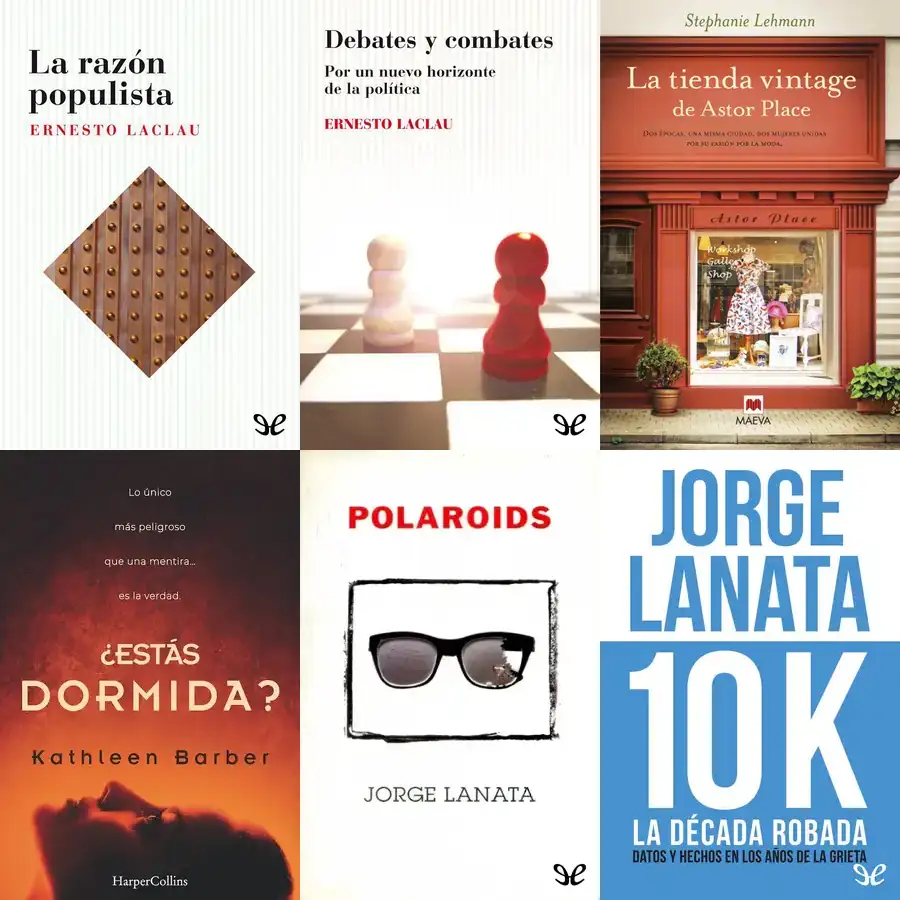 La razón
populista
ERNESTO LACLAU
Debates y combates
Por un nuevo horizonte
de la política
ERNESTO LACLAU
Stephanie Lehmann
La tienda vintage
de Astor Place
DOS ÉPOCAS, UNA MISMA CIUDAD, DOS MUJERES UNIDAS
POR SU PASIÓN POR LA MODA.
Astor Place
Workshop
Gallery
Shop
MAEVA
Lo único
más peligroso
que una mentira...
es la verdad.
¿ESTÁS
DORMIDA?
Kathleen Barber
HarperCollins
POLAROIDS
JORGE LANATA
JORGE
LANATA
10K
LA DÉCADA ROBADA
DATOS Y HECHOS EN LOS AÑOS DE LA GRIETA